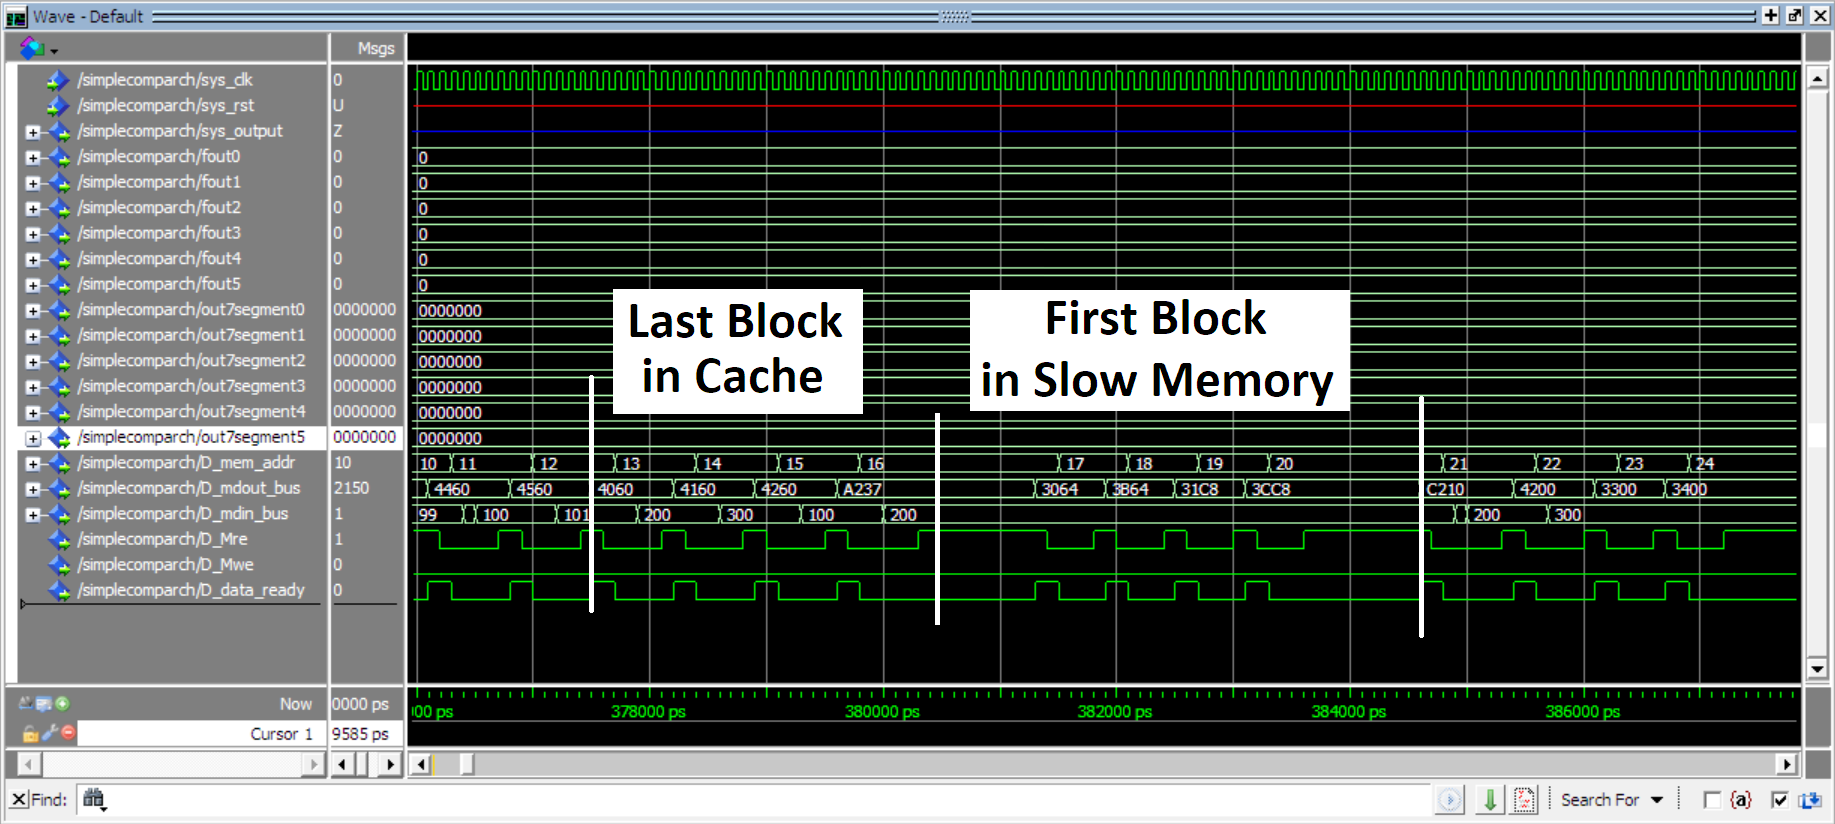 Wave - Default
Msgs
/simplecomparch/sys_clk 0
/simplecomparch/sys_rst U
/simplecomparch/sys_output Z
/simplecomparch/fout0 0 0
/simplecomparch/fout1 0 0
/simplecomparch/fout2 0 0
/simplecomparch/fout3 0 0
/simplecomparch/fout4 0 0
/simplecomparch/fout5 0 0
/simplecomparch/out7segment0 0000000 0000000
/simplecomparch/out7segment1 0000000 0000000
/simplecomparch/out7segment2 0000000 0000000
/simplecomparch/out7segment3 0000000 0000000
/simplecomparch/out7segment4 0000000 0000000
/simplecomparch/out7segment5 0000000 0000000
Last Block
in Cache
First Block
in Slow Memory
/simplecomparch/D_mem_addr 10 10 11 12 13 14 15 16 17 18 19 20 21 22 23 24
/simplecomparch/D_mdout_bus 2150 4460 4560 4060 4160 4260 A237 3064 3B64 31C8 3CC8 C210 4200 3300 3400
/simplecomparch/D_mdin_bus 1 99 100 101 200 300 100 200 200 300
/simplecomparch/D_Mre 1
/simplecomparch/D_Mwe 0
/simplecomparch/D_data_ready 0
Now 0000 ps 000 ps 378000 ps 380000 ps 382000 ps 384000 ps 386000 ps
Cursor 1 9585 ps
Find: Search For {a}